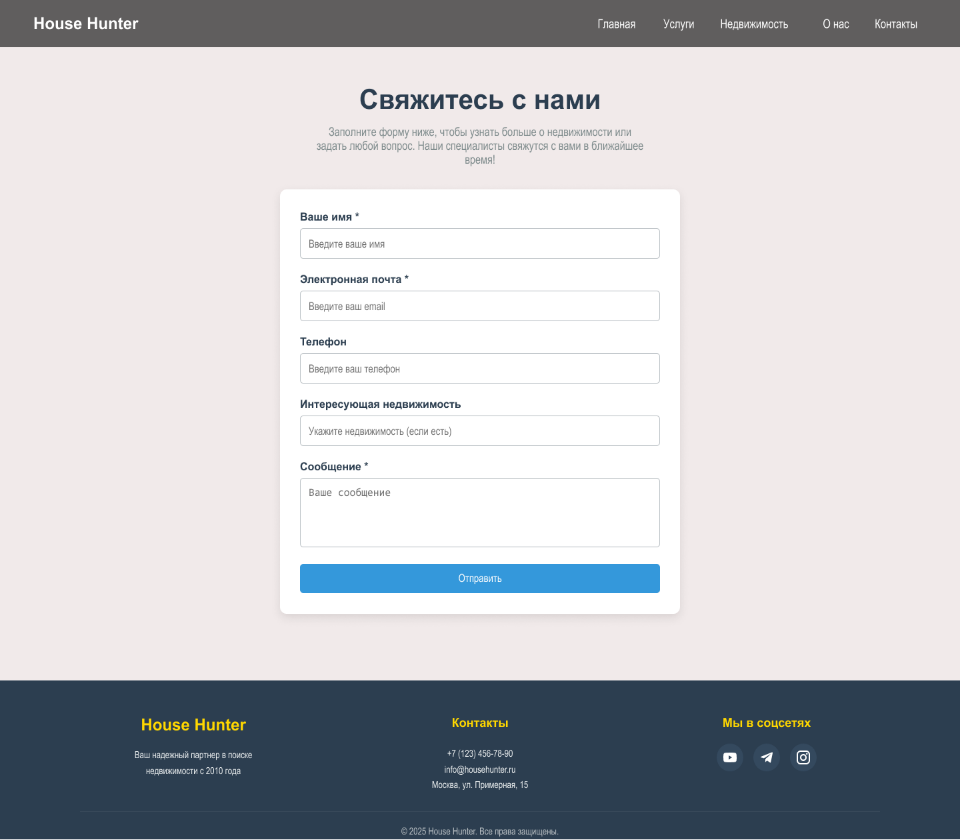 House Hunter
Главная Услуги Недвижимость О нас Контакты
Свяжитесь с нами
Заполните форму ниже, чтобы узнать больше о недвижимости или
задать любой вопрос. Наши специалисты свяжутся с вами в ближайшее
время!
Ваше имя *
Введите ваше имя
Электронная почта *
Введите ваш email
Телефон
Введите ваш телефон
Интересующая недвижимость
Укажите недвижимость (если есть)
Сообщение *
Ваше сообщение
Отправить
House Hunter
Ваш надежный партнер в поиске
недвижимости с 2010 года
Контакты
+7 (123) 456-78-90
info@househunter.ru
Москва, ул. Примерная, 15
Мы в соцсетях
© 2025 House Hunter. Все права защищены.